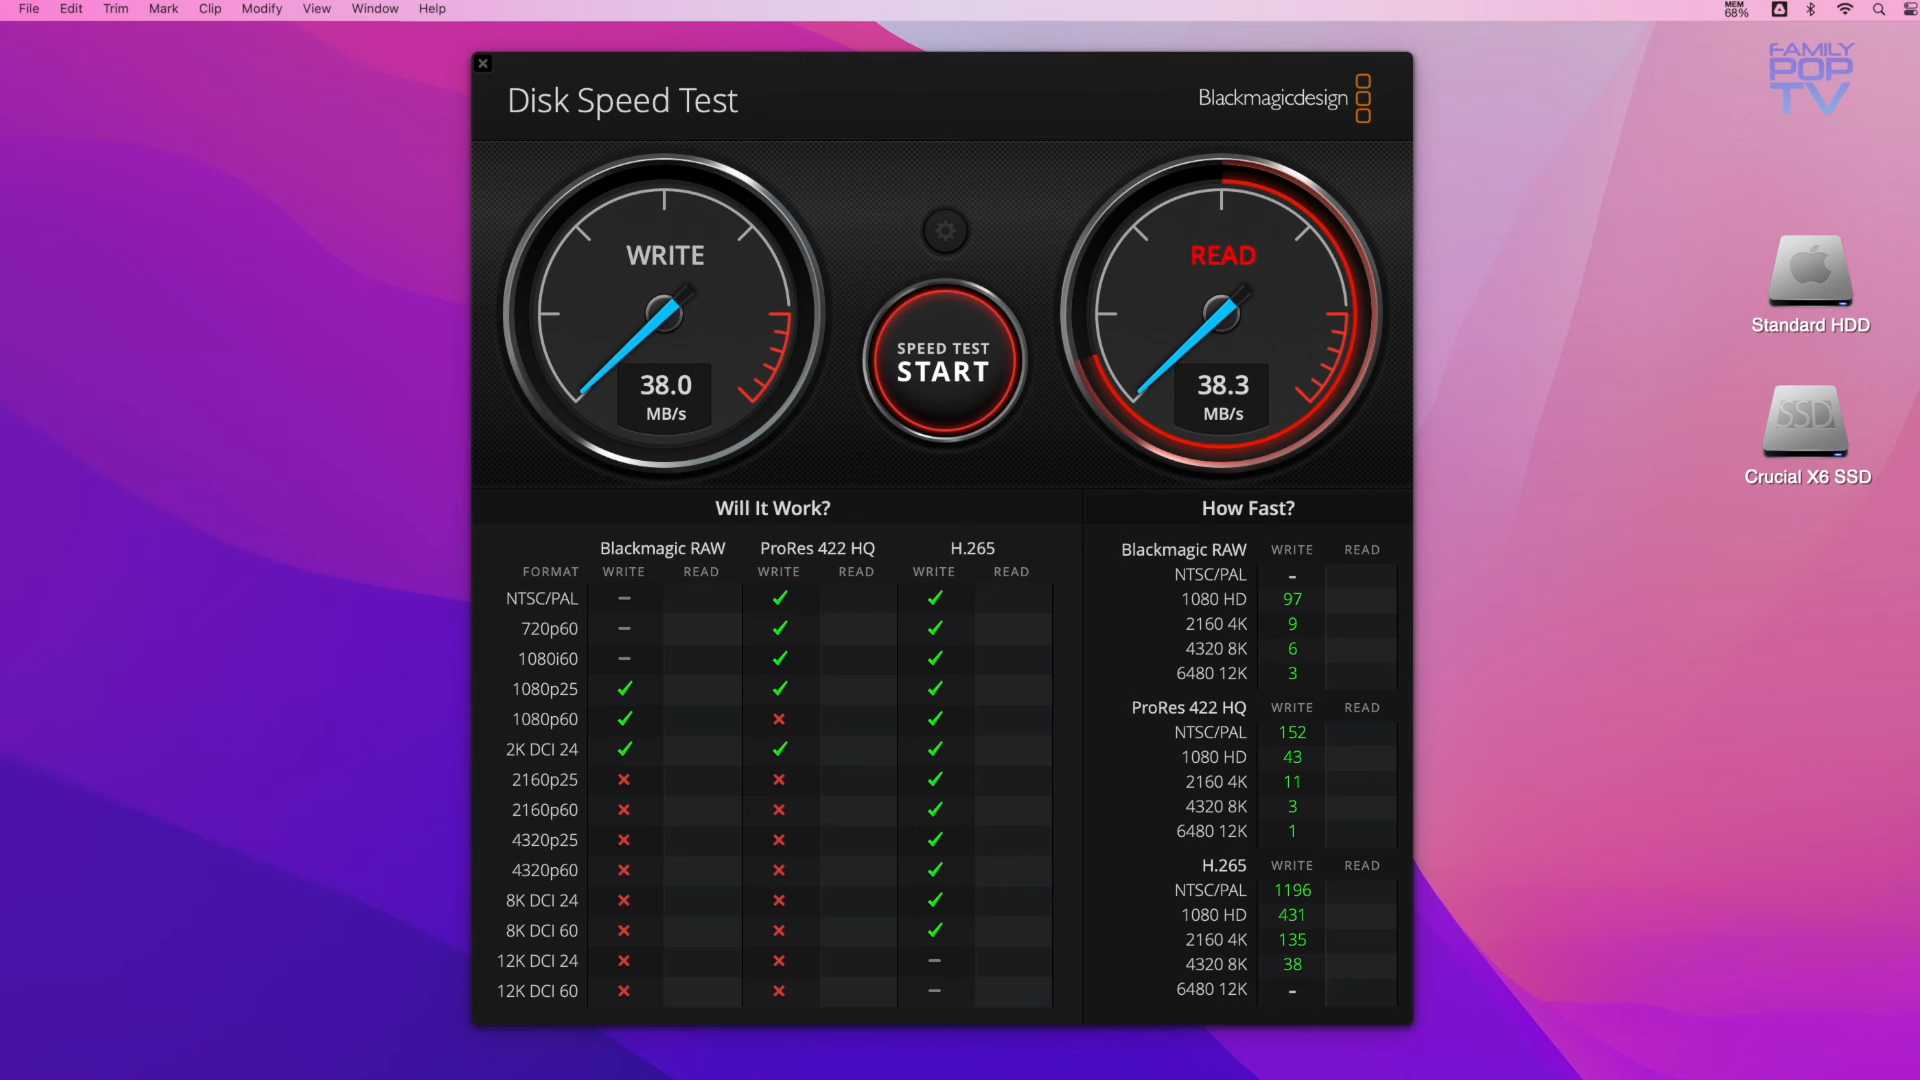 File Edit Trim Mark Clip Modify View Window Help
MEM
68%
FAMILY
POP
TV
Disk Speed Test
Blackmagicdesign
WRITE
38.0
MB/s
SPEED TEST
START
READ
38.3
MB/s
Standard HDD
SSD
Crucial X6 SSD
Will It Work?
Blackmagic RAW ProRes 422 HQ H.265
FORMAT WRITE READ WRITE READ WRITE READ
NTSC/PAL – ✓ ✓
720p60 – ✓ ✓
1080i60 – ✓ ✓
1080p25 ✓ ✓ ✓
1080p60 ✓ ✕ ✓
2K DCI 24 ✓ ✓ ✓
2160p25 ✕ ✕ ✓
2160p60 ✕ ✕ ✓
4320p25 ✕ ✕ ✓
4320p60 ✕ ✕ ✓
8K DCI 24 ✕ ✕ ✓
8K DCI 60 ✕ ✕ ✓
12K DCI 24 ✕ ✕ –
12K DCI 60 ✕ ✕ –
How Fast?
Blackmagic RAW WRITE READ
NTSC/PAL -
1080 HD 97
2160 4K 9
4320 8K 6
6480 12K 3
ProRes 422 HQ WRITE READ
NTSC/PAL 152
1080 HD 43
2160 4K 11
4320 8K 3
6480 12K 1
H.265 WRITE READ
NTSC/PAL 1196
1080 HD 431
2160 4K 135
4320 8K 38
6480 12K -